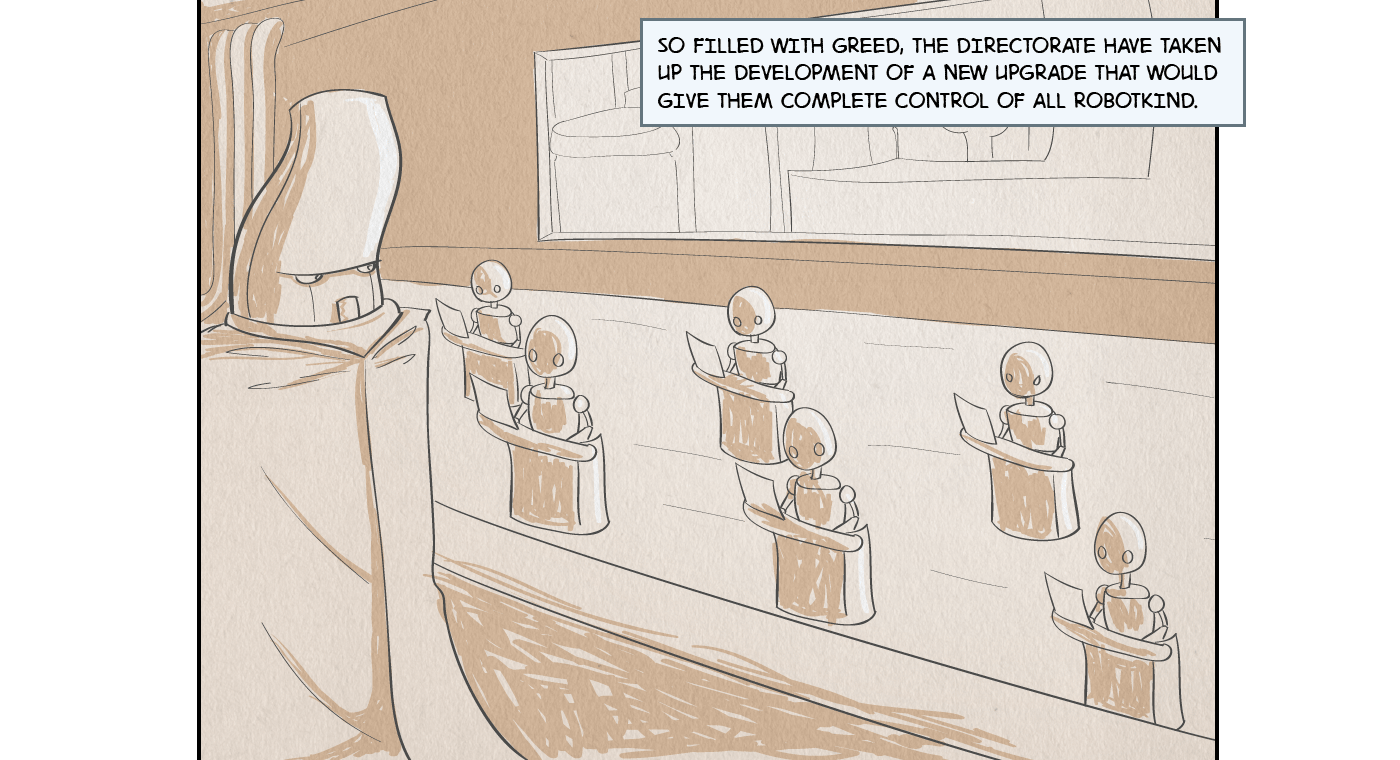 SO FILLED WITH GREED, THE DIRECTORATE HAVE TAKEN
UP THE DEVELOPMENT OF A NEW UPGRADE THAT WOULD
GIVE THEM COMPLETE CONTROL OF ALL ROBOTKIND.